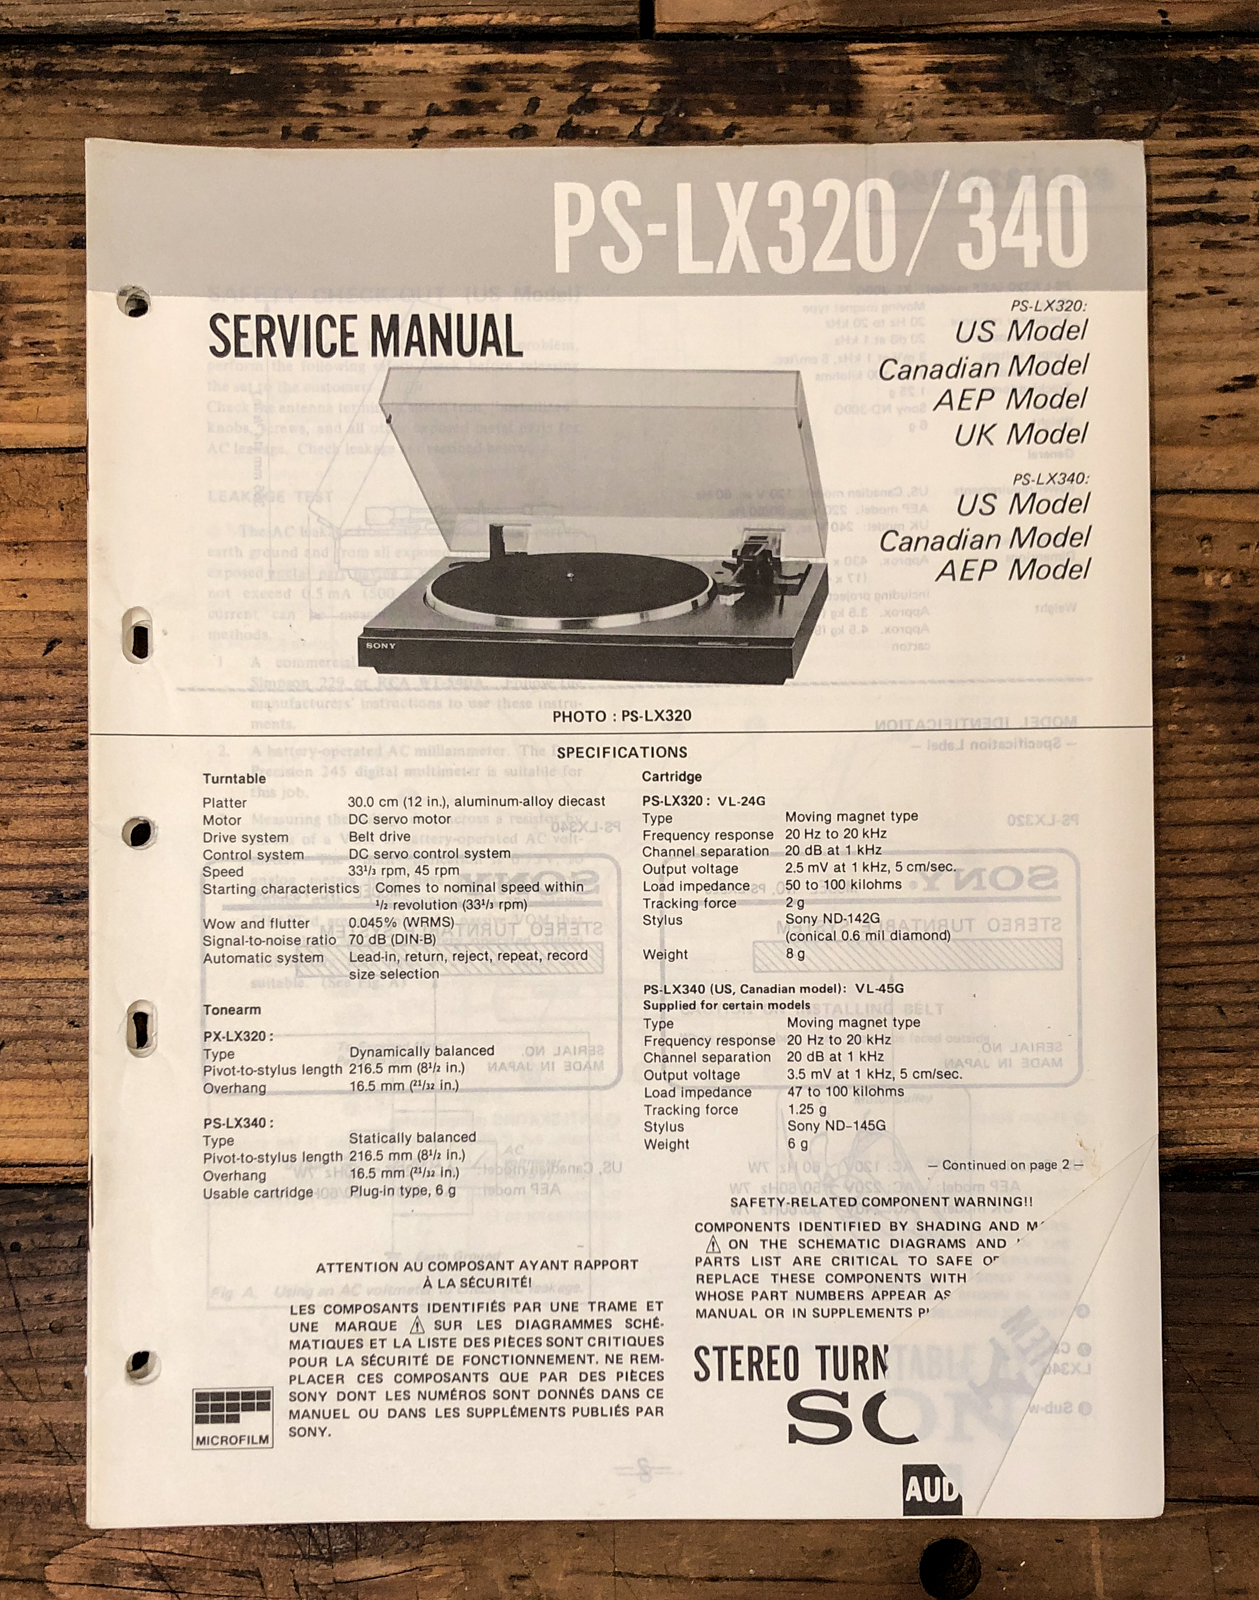 PS-LX320/340
SERVICE MANUAL
PS-LX320:
US Model
Canadian Model
AEP Model
UK Model
PS-LX340:
US Model
Canadian Model
AEP Model
SONY
PHOTO : PS-LX320
SPECIFICATIONS
Turntable
Platter 30.0 cm (12 in.), aluminum-alloy diecast
Motor DC servo motor
Drive system Belt drive
Control system DC servo control system
Speed 33¹/₃ rpm, 45 rpm
Starting characteristics Comes to nominal speed within
¹/₂ revolution (33¹/₃ rpm)
Wow and flutter 0.045% (WRMS)
Signal-to-noise ratio 70 dB (DIN-B)
Automatic system Lead-in, return, reject, repeat, record
size selection
Tonearm
PX-LX320:
Type Dynamically balanced
Pivot-to-stylus length 216.5 mm (8¹/₂ in.)
Overhang 16.5 mm (²¹/₃₂ in.)
PS-LX340 :
Type Statically balanced
Pivot-to-stylus length 216.5 mm (8¹/₂ in.)
Overhang 16.5 mm (²¹/₃₂ in.)
Usable cartridge Plug-in type, 6 g
Cartridge
PS-LX320 : VL-24G
Type Moving magnet type
Frequency response 20 Hz to 20 kHz
Channel separation 20 dB at 1 kHz
Output voltage 2.5 mV at 1 kHz, 5 cm/sec.
Load impedance 50 to 100 kilohms
Tracking force 2 g
Stylus Sony ND-142G
(conical 0.6 mil diamond)
Weight 8 g
PS-LX340 (US, Canadian model): VL-45G
Supplied for certain models
Type Moving magnet type
Frequency response 20 Hz to 20 kHz
Channel separation 20 dB at 1 kHz
Output voltage 3.5 mV at 1 kHz, 5 cm/sec.
Load impedance 47 to 100 kilohms
Tracking force 1.25 g
Stylus Sony ND-145G
Weight 6 g
— Continued on page 2 —
SAFETY-RELATED COMPONENT WARNING!!
COMPONENTS IDENTIFIED BY SHADING AND
⚠ ON THE SCHEMATIC DIAGRAMS AND
PARTS LIST ARE CRITICAL TO SAFE
REPLACE THESE COMPONENTS WITH
WHOSE PART NUMBERS APPEAR AS
MANUAL OR IN SUPPLEMENTS
ATTENTION AU COMPOSANT AYANT RAPPORT
À LA SÉCURITÉ!
LES COMPOSANTS IDENTIFIÉS PAR UNE TRAME ET
UNE MARQUE ⚠ SUR LES DIAGRAMMES SCHÉ-
MATIQUES ET LA LISTE DES PIÈCES SONT CRITIQUES
POUR LA SÉCURITÉ DE FONCTIONNEMENT. NE REM-
PLACER CES COMPOSANTS QUE PAR DES PIÈCES
SONY DONT LES NUMÉROS SONT DONNÉS DANS CE
MANUEL OU DANS LES SUPPLÉMENTS PUBLIÉS PAR
SONY.
MICROFILM
STEREO TURN
SO
AUD